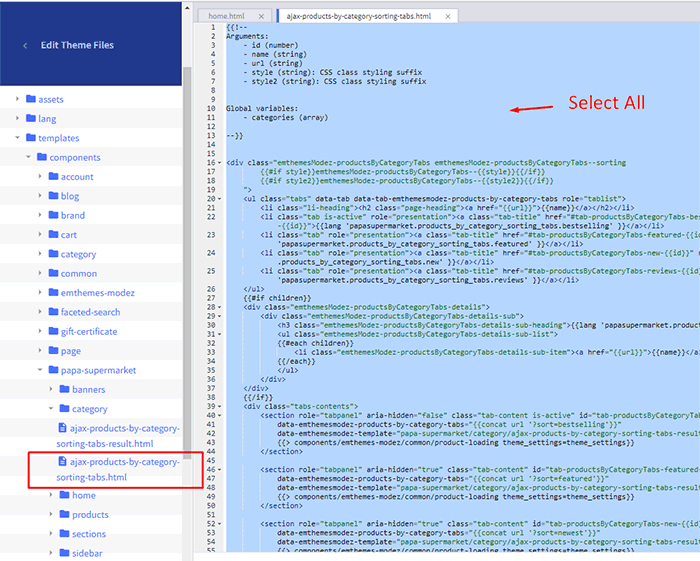 Edit Theme Files
assets
lang
templates
components
account
blog
brand
cart
category
common
emthemes-modez
faceted-search
gift-certificate
page
papa-supermarket
banners
category
ajax-products-by-category-
sorting-tabs-result.html
ajax-products-by-category-
sorting-tabs.html
home
products
sections
sidebar
home.html
ajax-products-by-category-sorting-tabs.html
Select All
1 {{!--
2 Arguments:
3 - id (number)
4 - name (string)
5 - url (string)
6 - style (string): CSS class styling suffix
7 - style2 (string): CSS class styling suffix
8
9
10 Global variables:
11 - categories (array)
12
13 --}}
14
15
16 <div class="emthemesModez-productsByCategoryTabs emthemesModez-productsByCategoryTabs--sorting
17 {{#if style}}emthemesModez-productsByCategoryTabs--{{style}}{{/if}}
18 {{#if style2}}emthemesModez-productsByCategoryTabs--{{style2}}{{/if}}
19 ">
20 <ul class="tabs" data-tab data-tab-emthemesmodez-products-by-category-tabs role="tablist">
21 <li class="li-heading"><h2 class="page-heading"><a href="{{url}}">{{name}}</a></h2></li>
22 <li class="tab is-active" role="presentation"><a class="tab-title" href="#tab-productsByCategoryTabs-bes
-{{id}}">{{lang 'papasupermarket.products_by_category_sorting_tabs.bestselling' }}</a></li>
23 <li class="tab" role="presentation"><a class="tab-title" href="#tab-productsByCategoryTabs-featured-{{id
'papasupermarket.products_by_category_sorting_tabs.featured' }}</a></li>
24 <li class="tab" role="presentation"><a class="tab-title" href="#tab-productsByCategoryTabs-new-{{id}}"
.products_by_category_sorting_tabs.new' }}</a></li>
25 <li class="tab" role="presentation"><a class="tab-title" href="#tab-productsByCategoryTabs-reviews-{{id
'papasupermarket.products_by_category_sorting_tabs.reviews' }}</a></li>
26 </ul>
27 {{#if children}}
28 <div class="emthemesModez-productsByCategoryTabs-details">
29 <div class="emthemesModez-productsByCategoryTabs-details-sub">
30 <h3 class="emthemesModez-productsByCategoryTabs-details-sub-heading">{{lang 'papasupermarket.produc
31 <ul class="emthemesModez-productsByCategoryTabs-details-sub-list">
32 {{#each children}}
33 <li class="emthemesModez-productsByCategoryTabs-details-sub-item"><a href="{{url}}">{{name}}</a
34 {{/each}}
35 </ul>
36 </div>
37 </div>
38 {{/if}}
39 <div class="tabs-contents">
40 <section role="tabpanel" aria-hidden="false" class="tab-content is-active" id="tab-productsByCategoryTab
41 data-emthemesmodez-products-by-category-tabs="{{concat url '?sort=bestselling'}}"
42 data-emthemesmodez-template="papa-supermarket/category/ajax-products-by-category-sorting-tabs-resul
43 {{> components/emthemes-modez/common/product-loading theme_settings=theme_settings}}
44 </section>
45
46 <section role="tabpanel" aria-hidden="true" class="tab-content" id="tab-productsByCategoryTabs-featured-
47 data-emthemesmodez-products-by-category-tabs="{{concat url '?sort=featured'}}"
48 data-emthemesmodez-template="papa-supermarket/category/ajax-products-by-category-sorting-tabs-resul
49 {{> components/emthemes-modez/common/product-loading theme_settings=theme_settings}}
50 </section>
51
52 <section role="tabpanel" aria-hidden="true" class="tab-content" id="tab-productsByCategoryTabs-new-{{id
53 data-emthemesmodez-products-by-category-tabs="{{concat url '?sort=newest'}}"
54 data-emthemesmodez-template="papa-supermarket/category/ajax-products-by-category-sorting-tabs-resul
55 {{> components/emthemes-modez/common/product-loading theme_settings=theme_settings}}